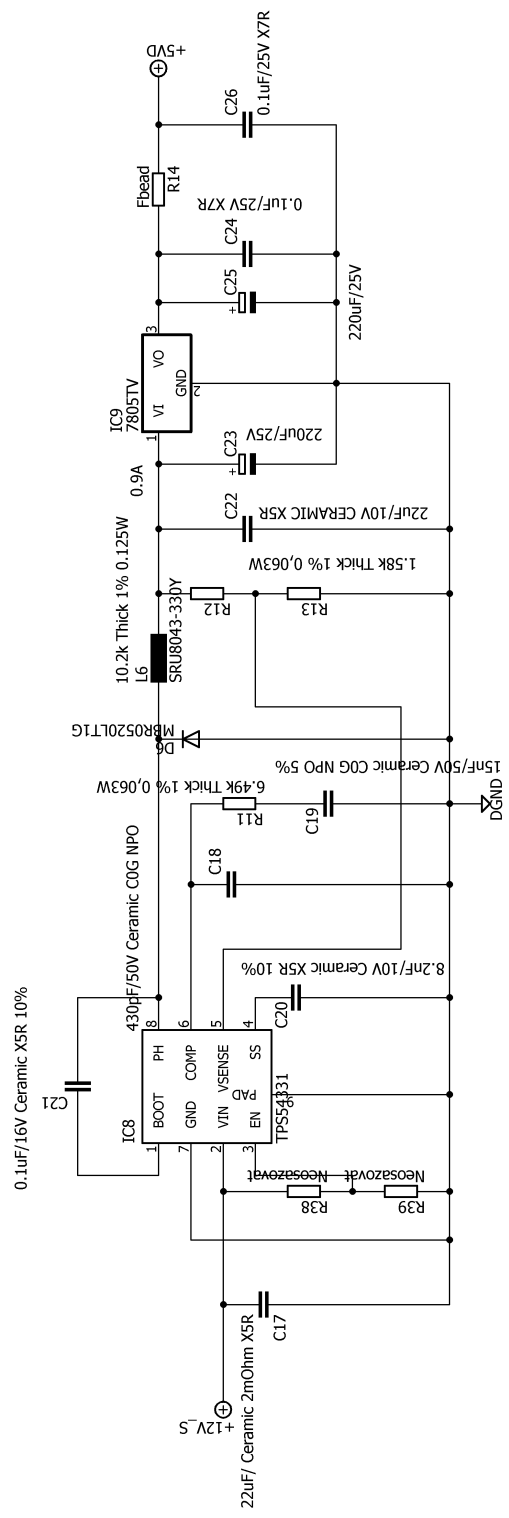 +12V_S
22uF/ Ceramic 2mOhm X5R
C17
0.1uF/16V Ceramic X5R 10%
C21
IC8
1
7
2
3
BOOT
GND
VIN
EN
PH
COMP
VSENSE
SS
PAD
8
6
5
4
9
TPS54331
R38
Neosazovat
R39
Neosazovat
C20
8.2nF/10V Ceramic X5R 10%
430pF/50V Ceramic C0G NPO
C18
R11
6.49k Thick 1% 0,063W
C19
15nF/50V Ceramic C0G NPO 5%
DGND
D6
MBR0520LT1G
L6
SRU8043-330Y
10.2k Thick 1% 0.125W
R12
R13
1.58k Thick 1% 0,063W
0.9A
C22
22uF/10V CERAMIC X5R
C23
+
220uF/25V
IC9
7805TV
1
VI
VO
GND
3
2
C25
+
220uF/25V
C24
0.1uF/25V X7R
Fbead
R14
C26
0.1uF/25V X7R
+5VD